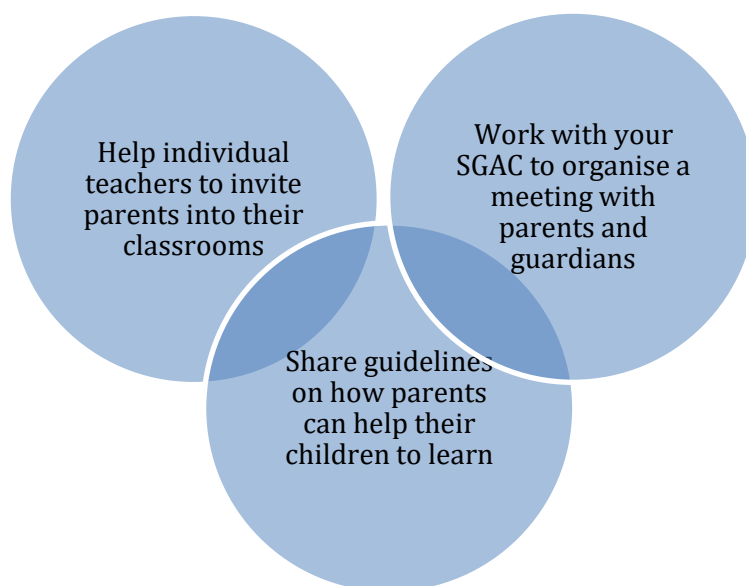 Help individual
teachers to invite
parents into their
classrooms
Work with your
SGAC to organise a
meeting with
parents and
guardians
Share guidelines
on how parents
can help their
children to learn